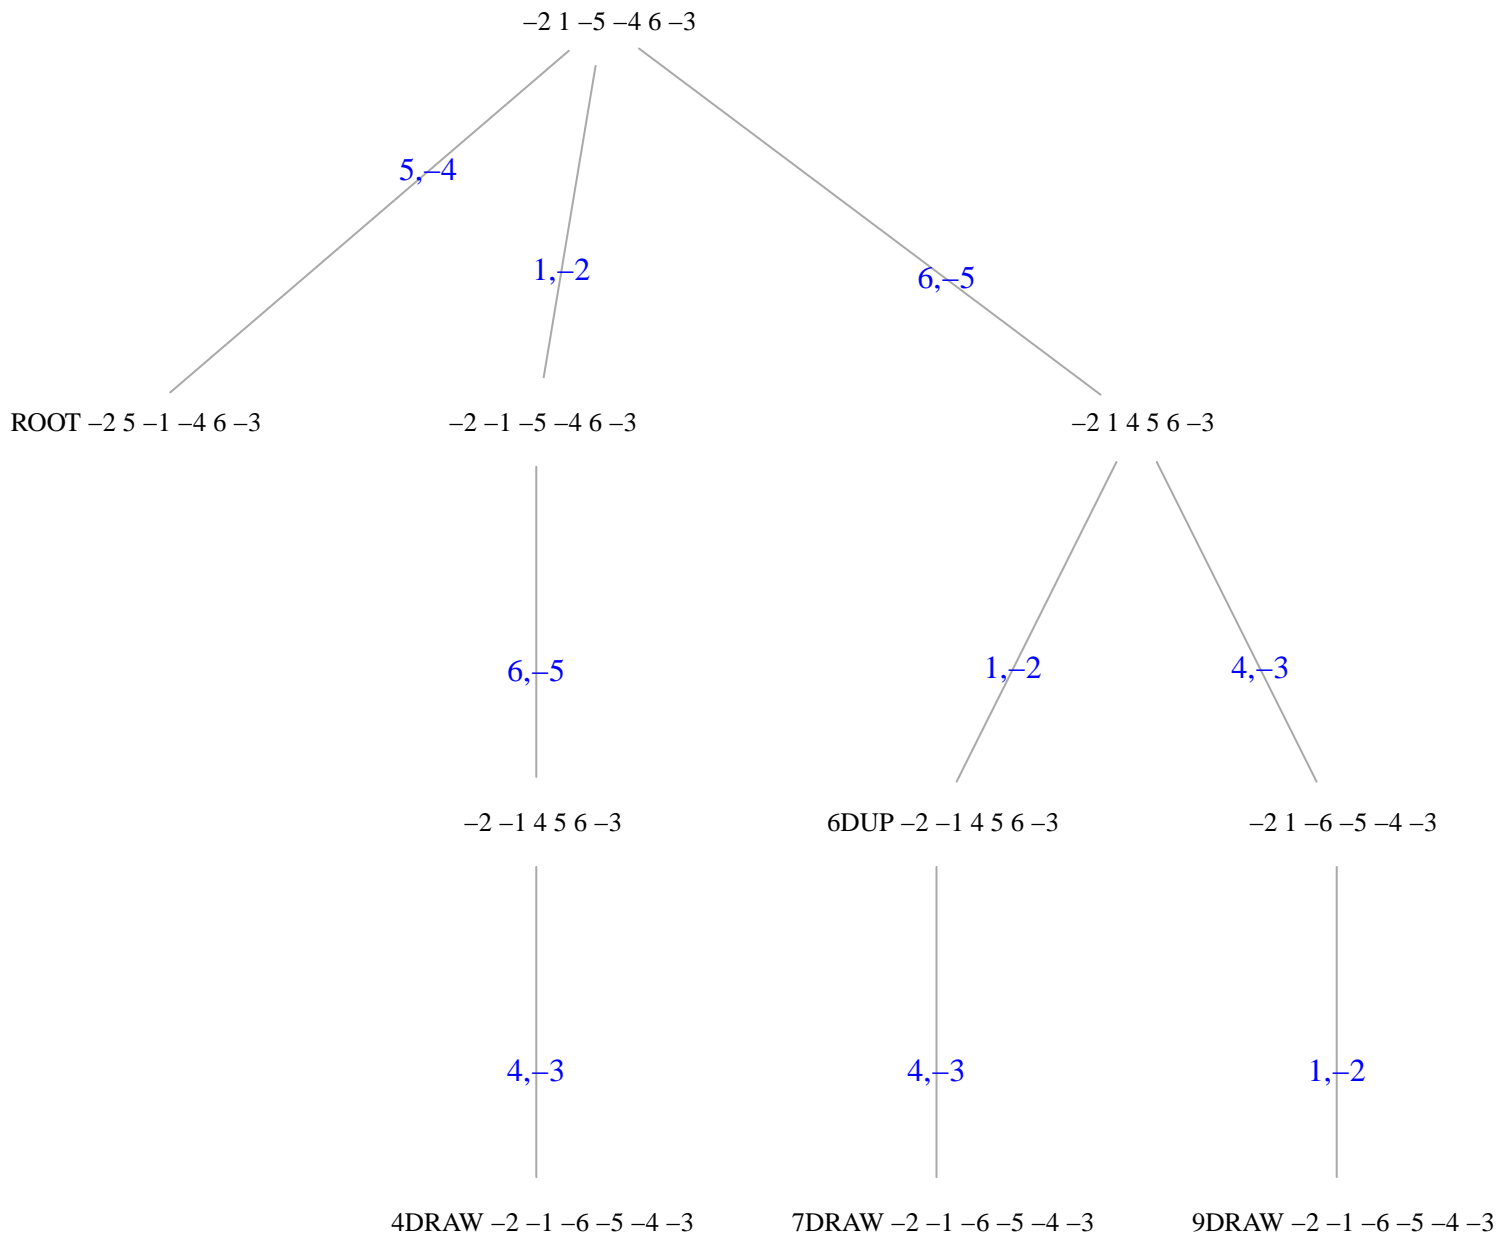 –2 1 –5 –4 6 –3
5,–4
1,–2
6,–5
ROOT –2 5 –1 –4 6 –3
–2 –1 –5 –4 6 –3
–2 1 4 5 6 –3
6,–5
1,–2
4,–3
–2 –1 4 5 6 –3
6DUP –2 –1 4 5 6 –3
–2 1 –6 –5 –4 –3
4,–3
4,–3
1,–2
4DRAW –2 –1 –6 –5 –4 –3
7DRAW –2 –1 –6 –5 –4 –3
9DRAW –2 –1 –6 –5 –4 –3